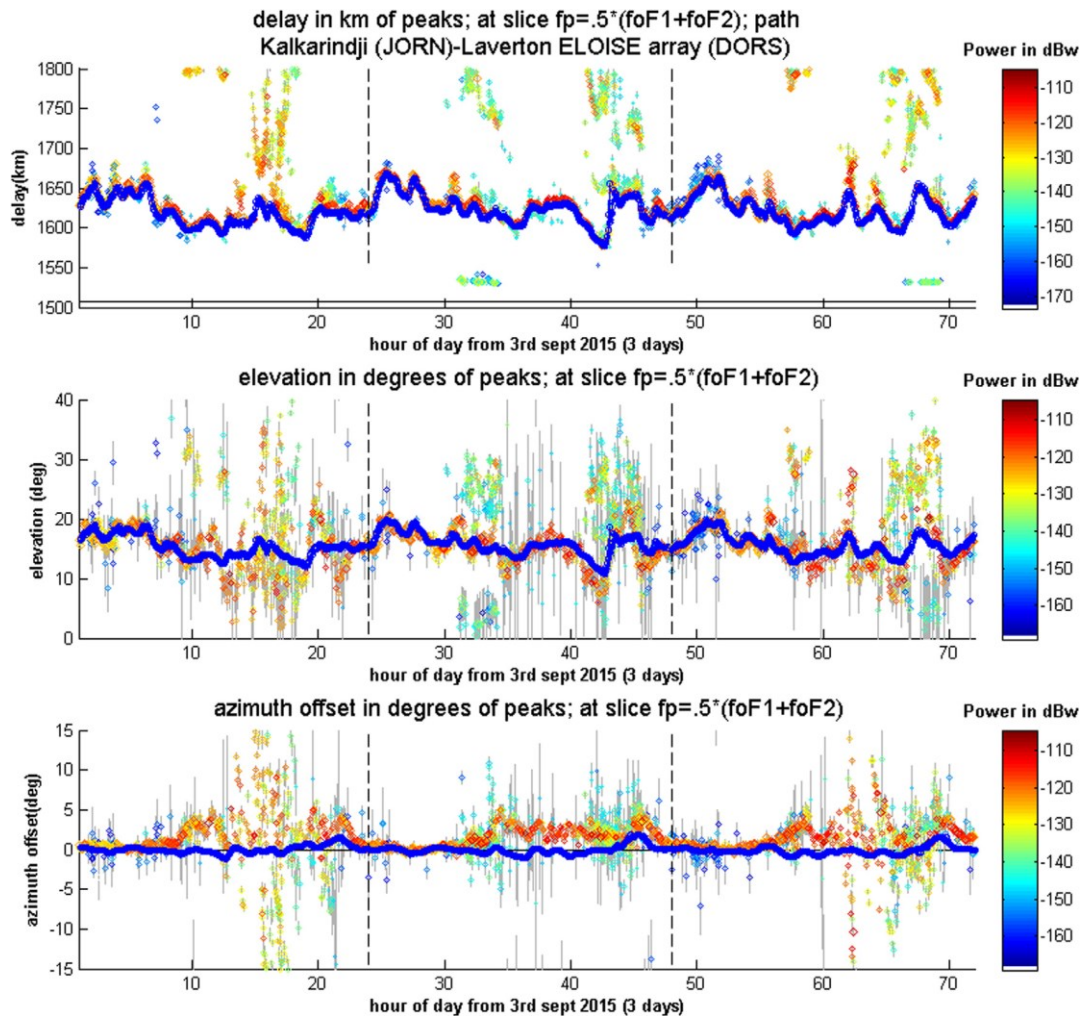 delay in km of peaks; at slice fp=.5*(foF1+foF2); path
Kalkarindji (JORN)-Laverton ELOISE array (DORS)
Power in dBw
1800
1750
1700
1650
1600
1550
1500
delay(km)
10 20 30 40 50 60 70
hour of day from 3rd sept 2015 (3 days)
-110
-120
-130
-140
-150
-160
-170
elevation in degrees of peaks; at slice fp=.5*(foF1+foF2)
Power in dBw
40
30
20
10
0
elevation (deg)
10 20 30 40 50 60 70
hour of day from 3rd sept 2015 (3 days)
-110
-120
-130
-140
-150
-160
azimuth offset in degrees of peaks; at slice fp=.5*(foF1+foF2)
Power in dBw
15
10
5
0
-5
-10
-15
azimuth offset(deg)
10 20 30 40 50 60 70
hour of day from 3rd sept 2015 (3 days)
-110
-120
-130
-140
-150
-160